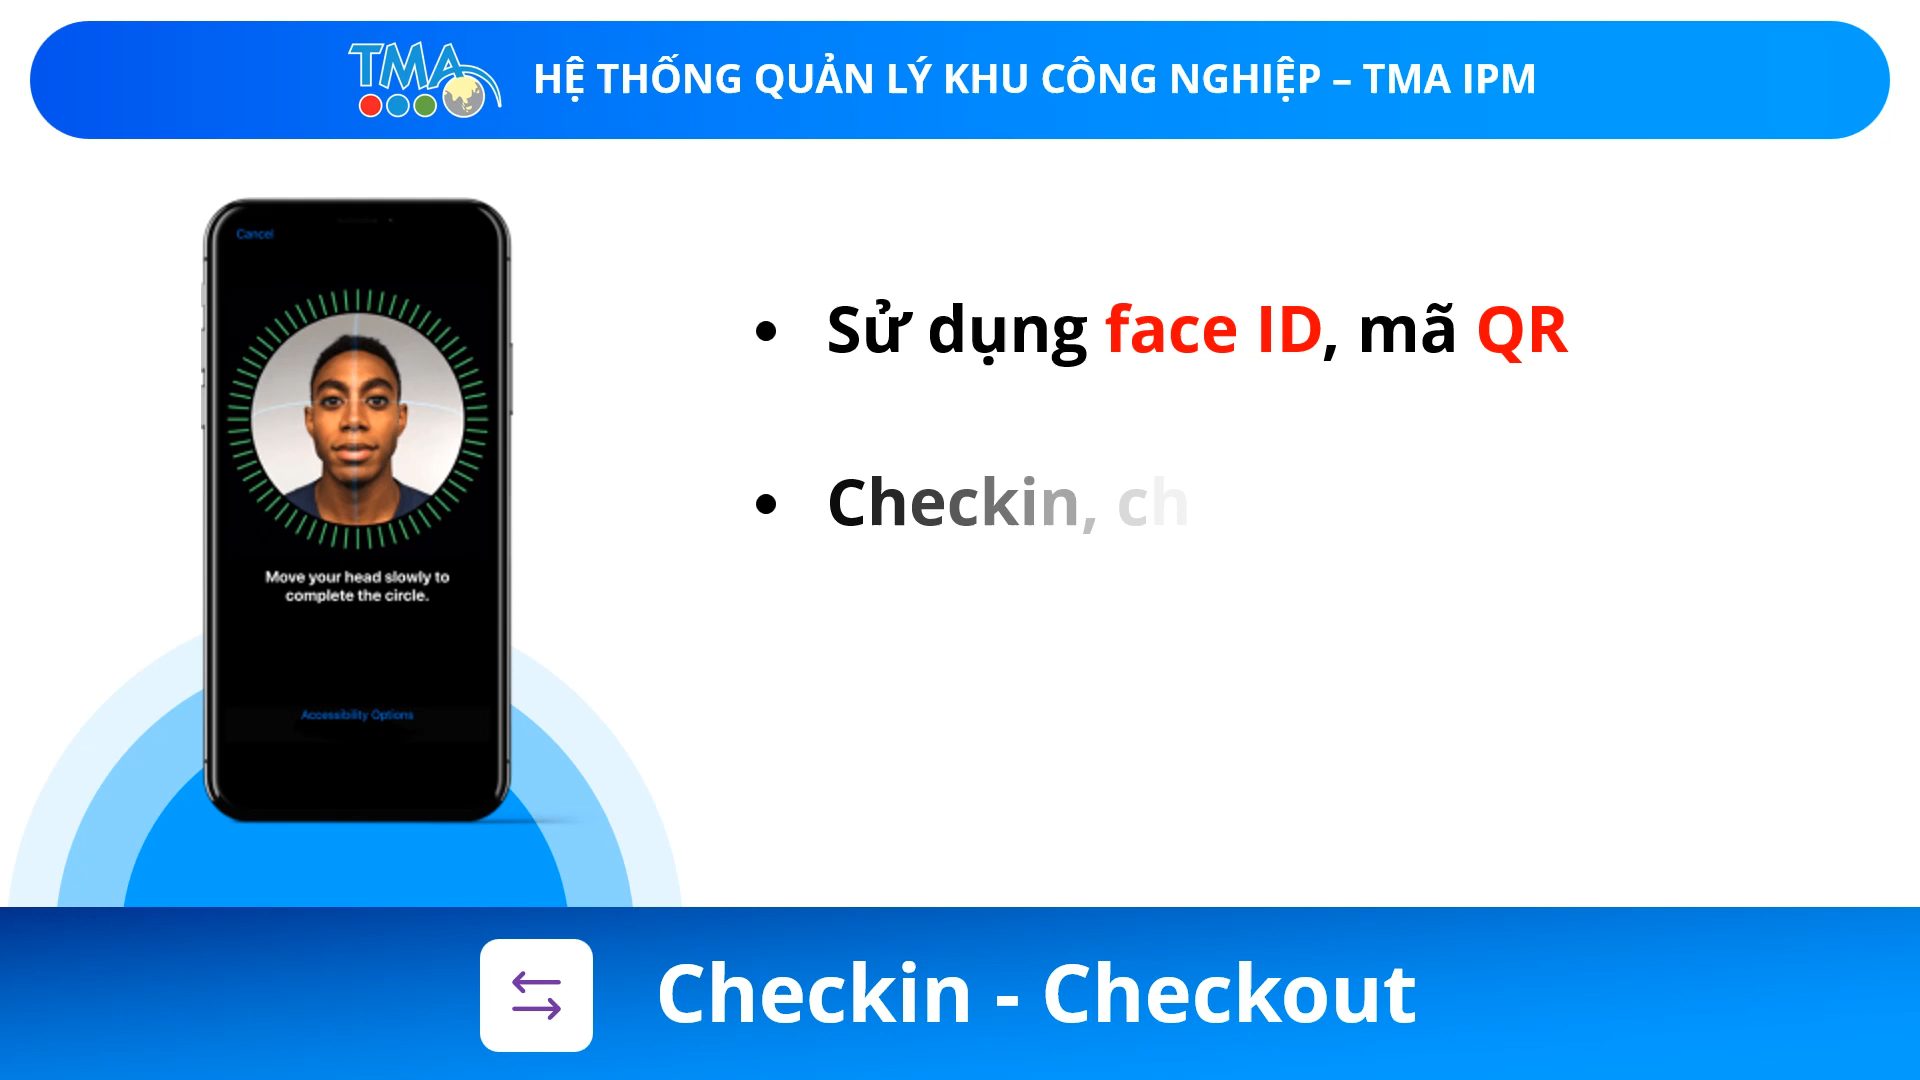 TMA
HỆ THỐNG QUẢN LÝ KHU CÔNG NGHIỆP – TMA IPM
Cancel
Move your head slowly to
complete the circle.
Accessibility Options
• Sử dụng face ID, mã QR
• Checkin, ch
Checkin - Checkout